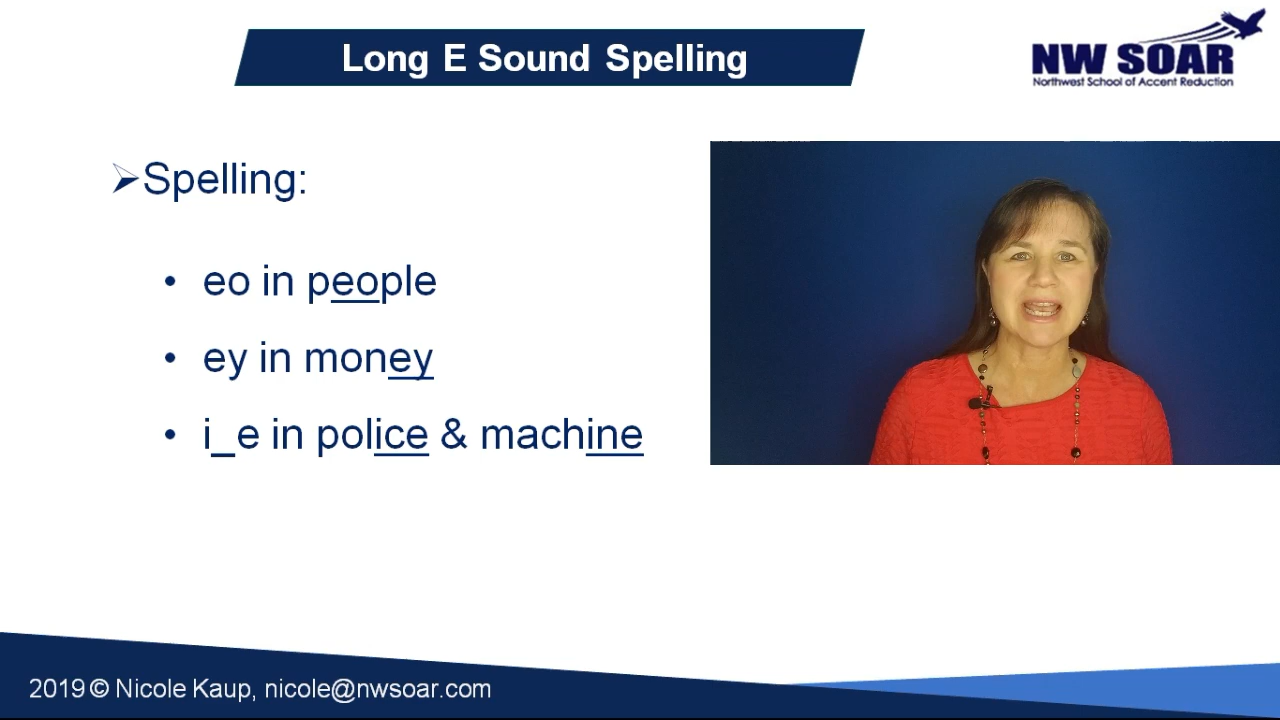 Long E Sound Spelling
NW SOAR
Northwest School of Accent Reduction
➢Spelling:
• eo in people
• ey in money
• i_e in police & machine
2019 © Nicole Kaup, nicole@nwsoar.com